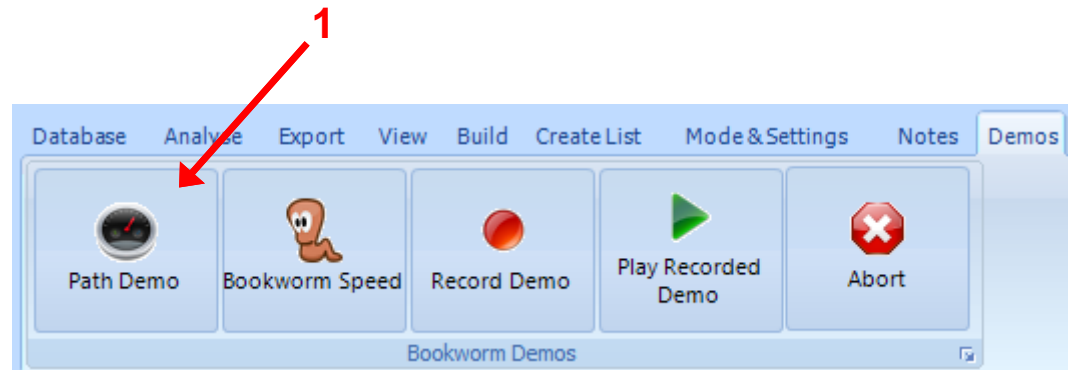 1
Database Analyse Export View Build Create List Mode & Settings Notes Demos
Path Demo Bookworm Speed Record Demo Play Recorded Demo Abort
Bookworm Demos